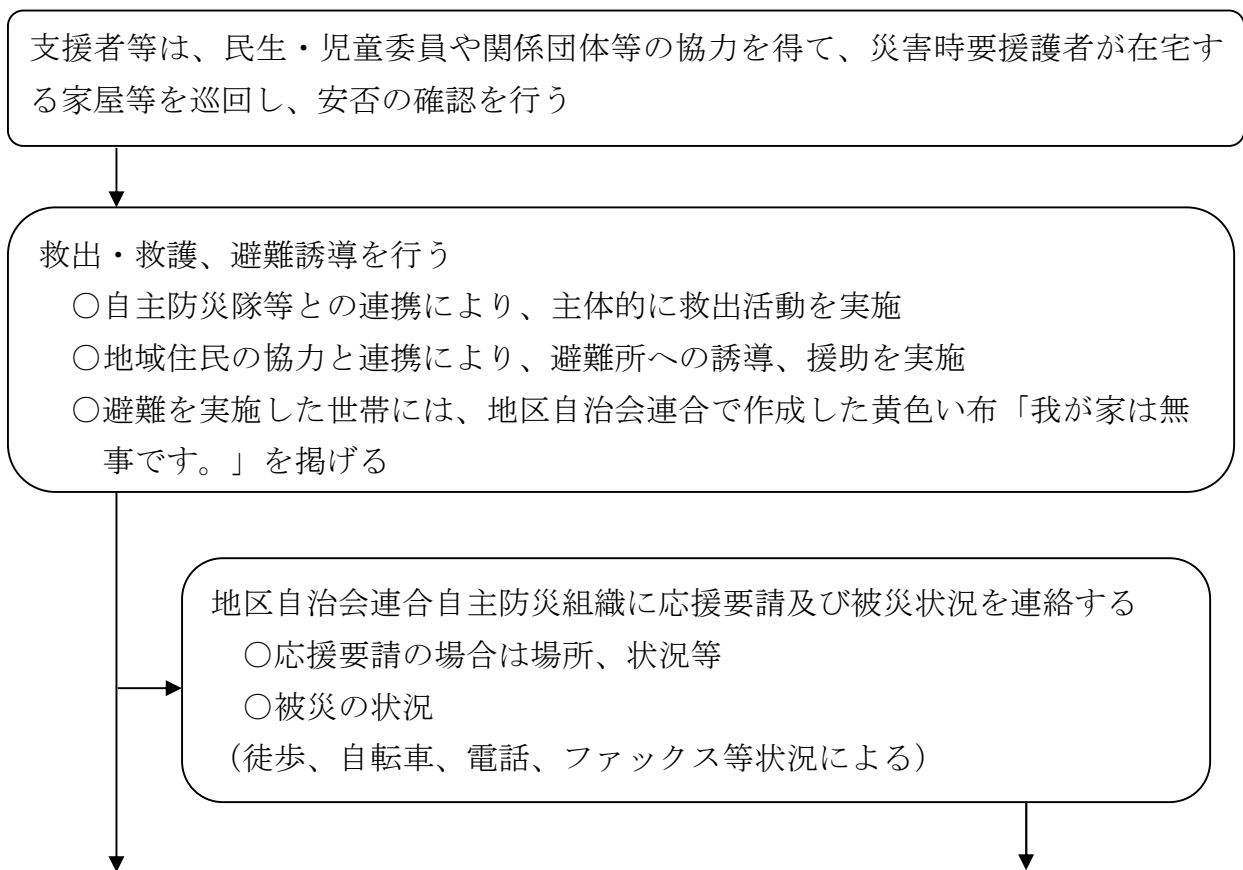 支援者等は、民生・児童委員や関係団体等の協力を得て、災害時要援護者が在宅す
る家屋等を巡回し、安否の確認を行う
救出・救護、避難誘導を行う
○自主防災隊等との連携により、主体的に救出活動を実施
○地域住民の協力と連携により、避難所への誘導、援助を実施
○避難を実施した世帯には、地区自治会連合で作成した黄色い布「我が家は無
事です。」を掲げる
地区自治会連合自主防災組織に応援要請及び被災状況を連絡する
○応援要請の場合は場所、状況等
○被災の状況
（徒歩、自転車、電話、ファックス等状況による）